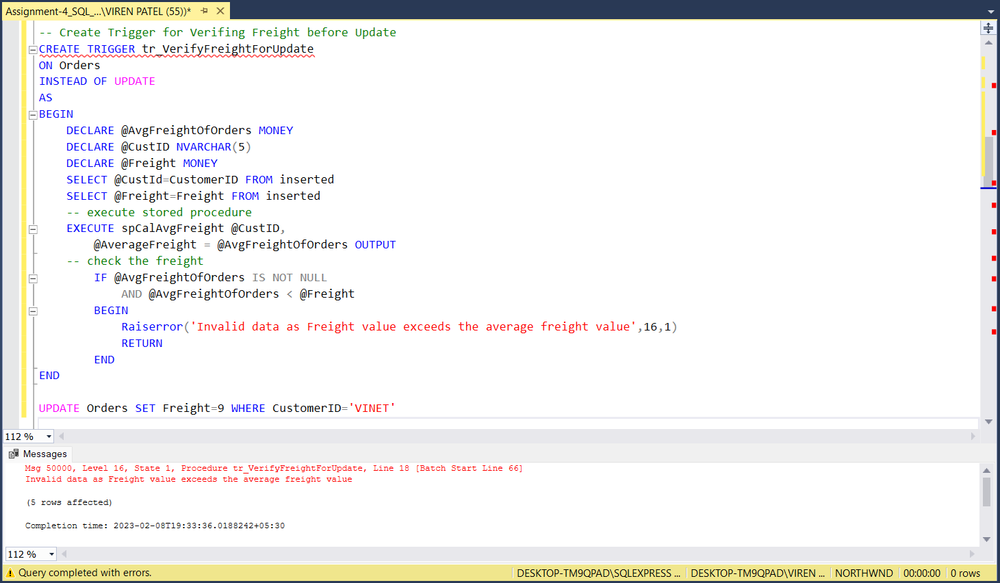 Assignment-4_SQL_...\VIREN PATEL (55))*
-- Create Trigger for Verifing Freight before Update
CREATE TRIGGER tr_VerifyFreightForUpdate
ON Orders
INSTEAD OF UPDATE
AS
BEGIN
    DECLARE @AvgFreightOfOrders MONEY
    DECLARE @CustID NVARCHAR(5)
    DECLARE @Freight MONEY
    SELECT @CustId=CustomerID FROM inserted
    SELECT @Freight=Freight FROM inserted
    -- execute stored procedure
    EXECUTE spCalAvgFreight @CustID,
        @AverageFreight = @AvgFreightOfOrders OUTPUT
    -- check the freight
        IF @AvgFreightOfOrders IS NOT NULL
            AND @AvgFreightOfOrders < @Freight
        BEGIN
            Raiserror('Invalid data as Freight value exceeds the average freight value',16,1)
            RETURN
        END
END
UPDATE Orders SET Freight=9 WHERE CustomerID='VINET'
112 %
Messages
Msg 50000, Level 16, State 1, Procedure tr_VerifyFreightForUpdate, Line 18 [Batch Start Line 66]
Invalid data as Freight value exceeds the average freight value
(5 rows affected)
Completion time: 2023-02-08T19:33:36.0188242+05:30
112 %
Query completed with errors. DESKTOP-TM9QPAD\SQLEXPRESS ... DESKTOP-TM9QPAD\VIREN ... NORTHWND 00:00:00 0 rows